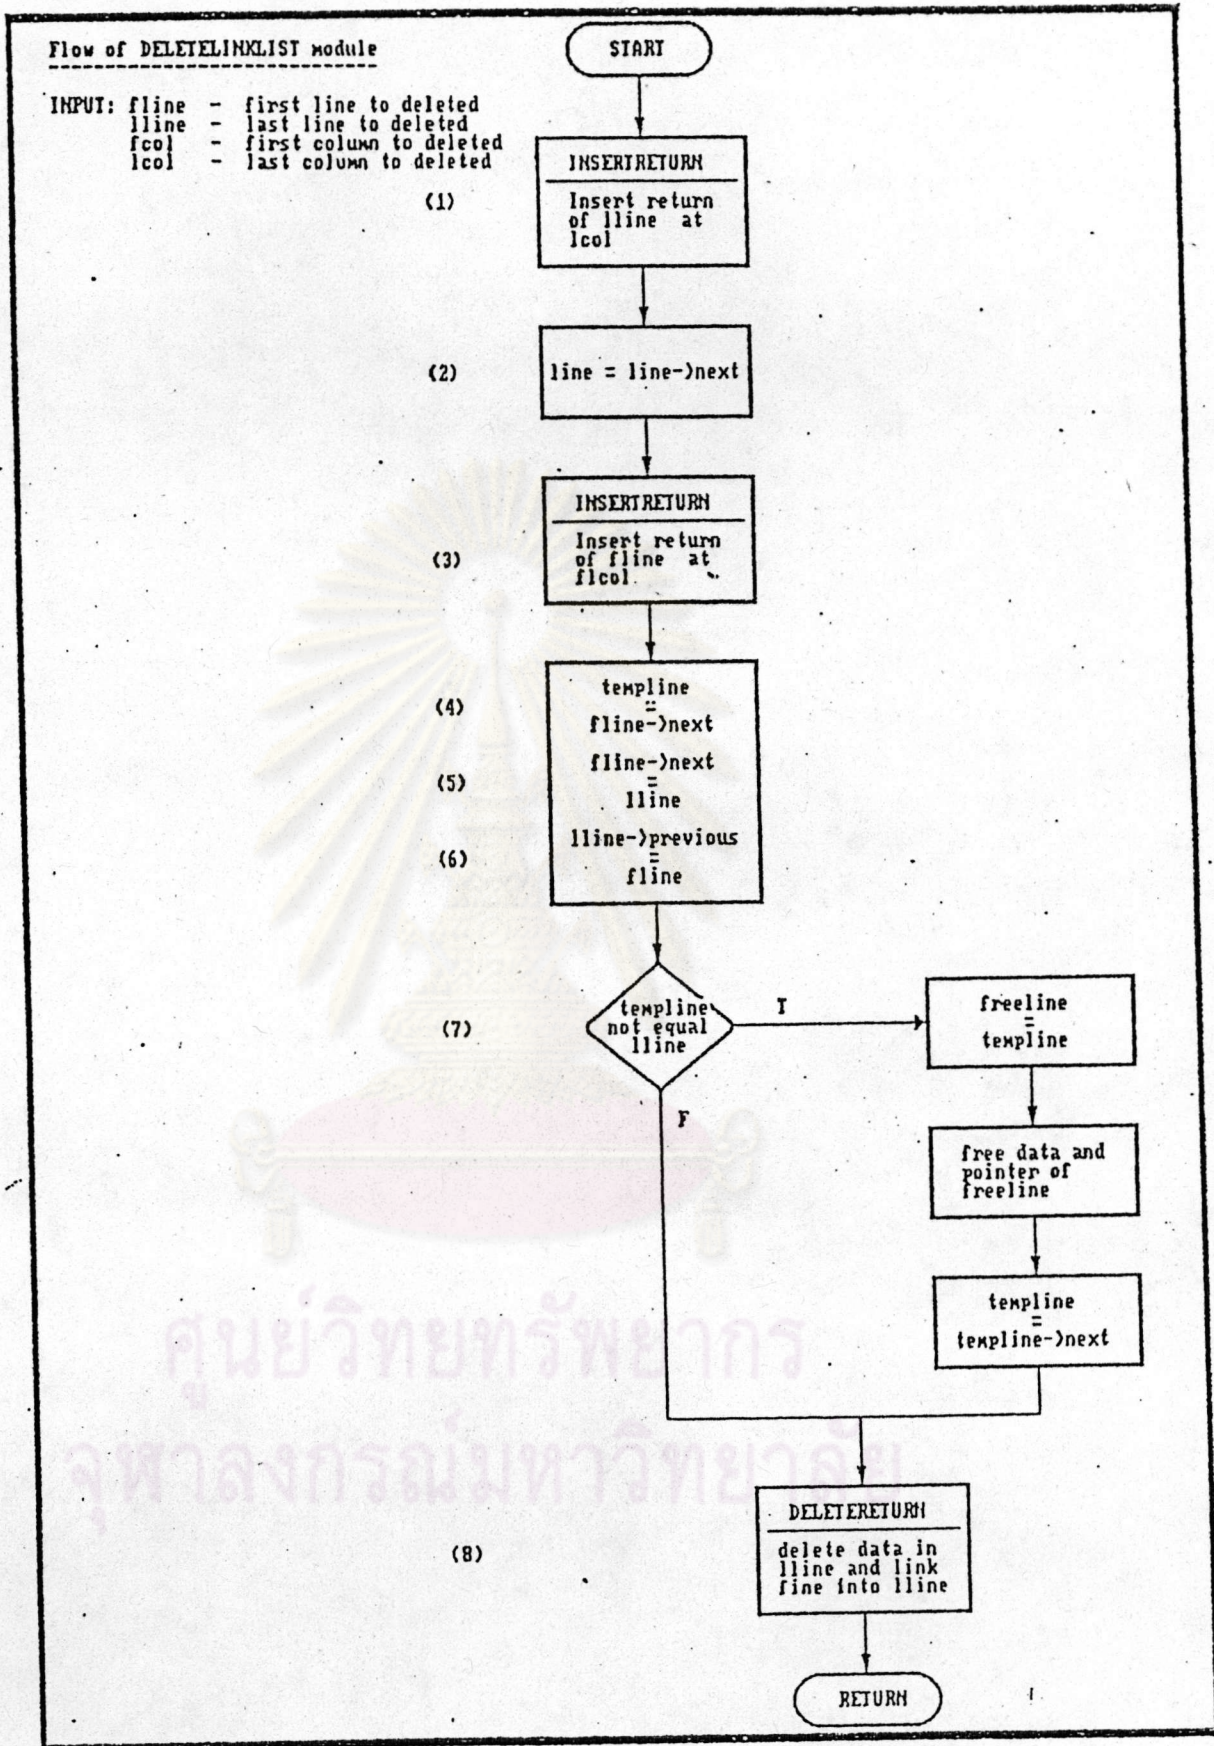 Flow of DELETELINKLIST module
START
INPUT: fline - first line to deleted
lline - last line to deleted
fcol - first column to deleted
lcol - last column to deleted
(1)
INSERTRETURN
Insert return
of lline at
lcol
(2)
line = line->next
(3)
INSERTRETURN
Insert return
of fline at
flcol
(4)
templine
=
fline->next
(5)
fline->next
=
lline
(6)
lline->previous
=
fline
(7)
templine
not equal
lline
T
F
freeline
=
templine
free data and
pointer of
freeline
templine
=
templine->next
ศูนย์วิทยทรัพยากร
จุฬาลงกรณ์มหาวิทยาลัย
(8)
DELETERETURN
delete data in
lline and link
fine into lline
RETURN